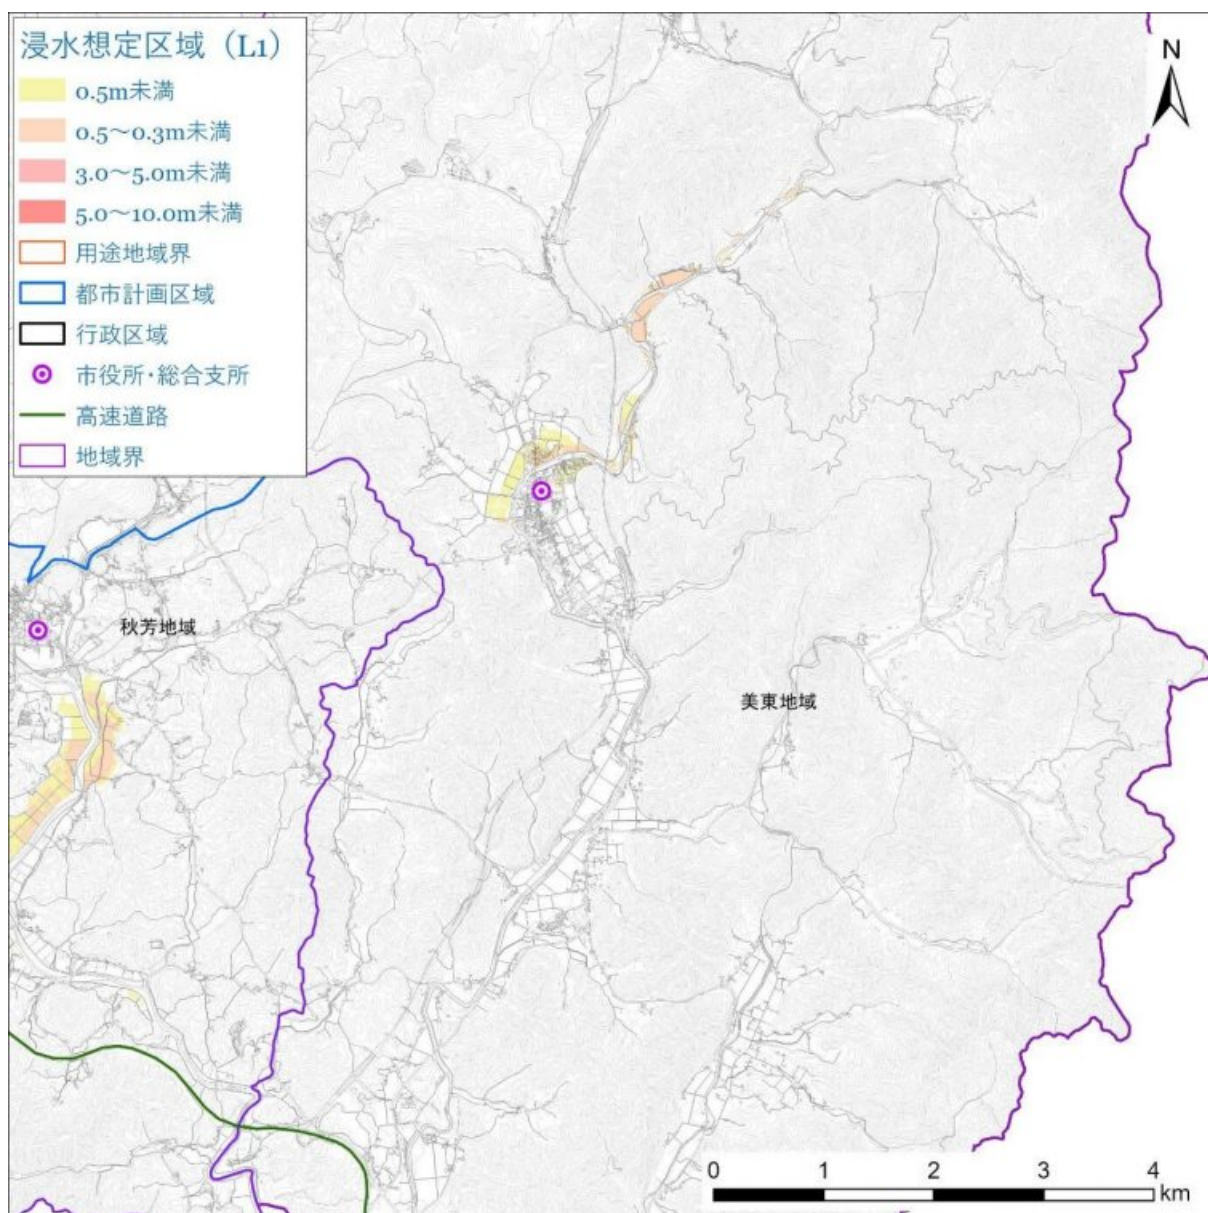 浸水想定区域（L1）
0.5m未満
0.5～0.3m未満
3.0～5.0m未満
5.0～10.0m未満
用途地域界
都市計画区域
行政区域
市役所・総合支所
高速道路
地域界
N
秋芳地域
美東地域
0 1 2 3 4
km